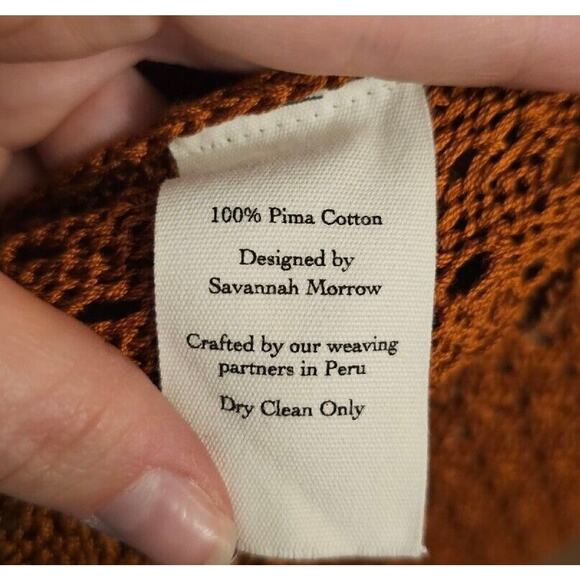 100% Pima Cotton
Designed by
Savannah Morrow
Crafted by our weaving
partners in Peru
Dry Clean Only